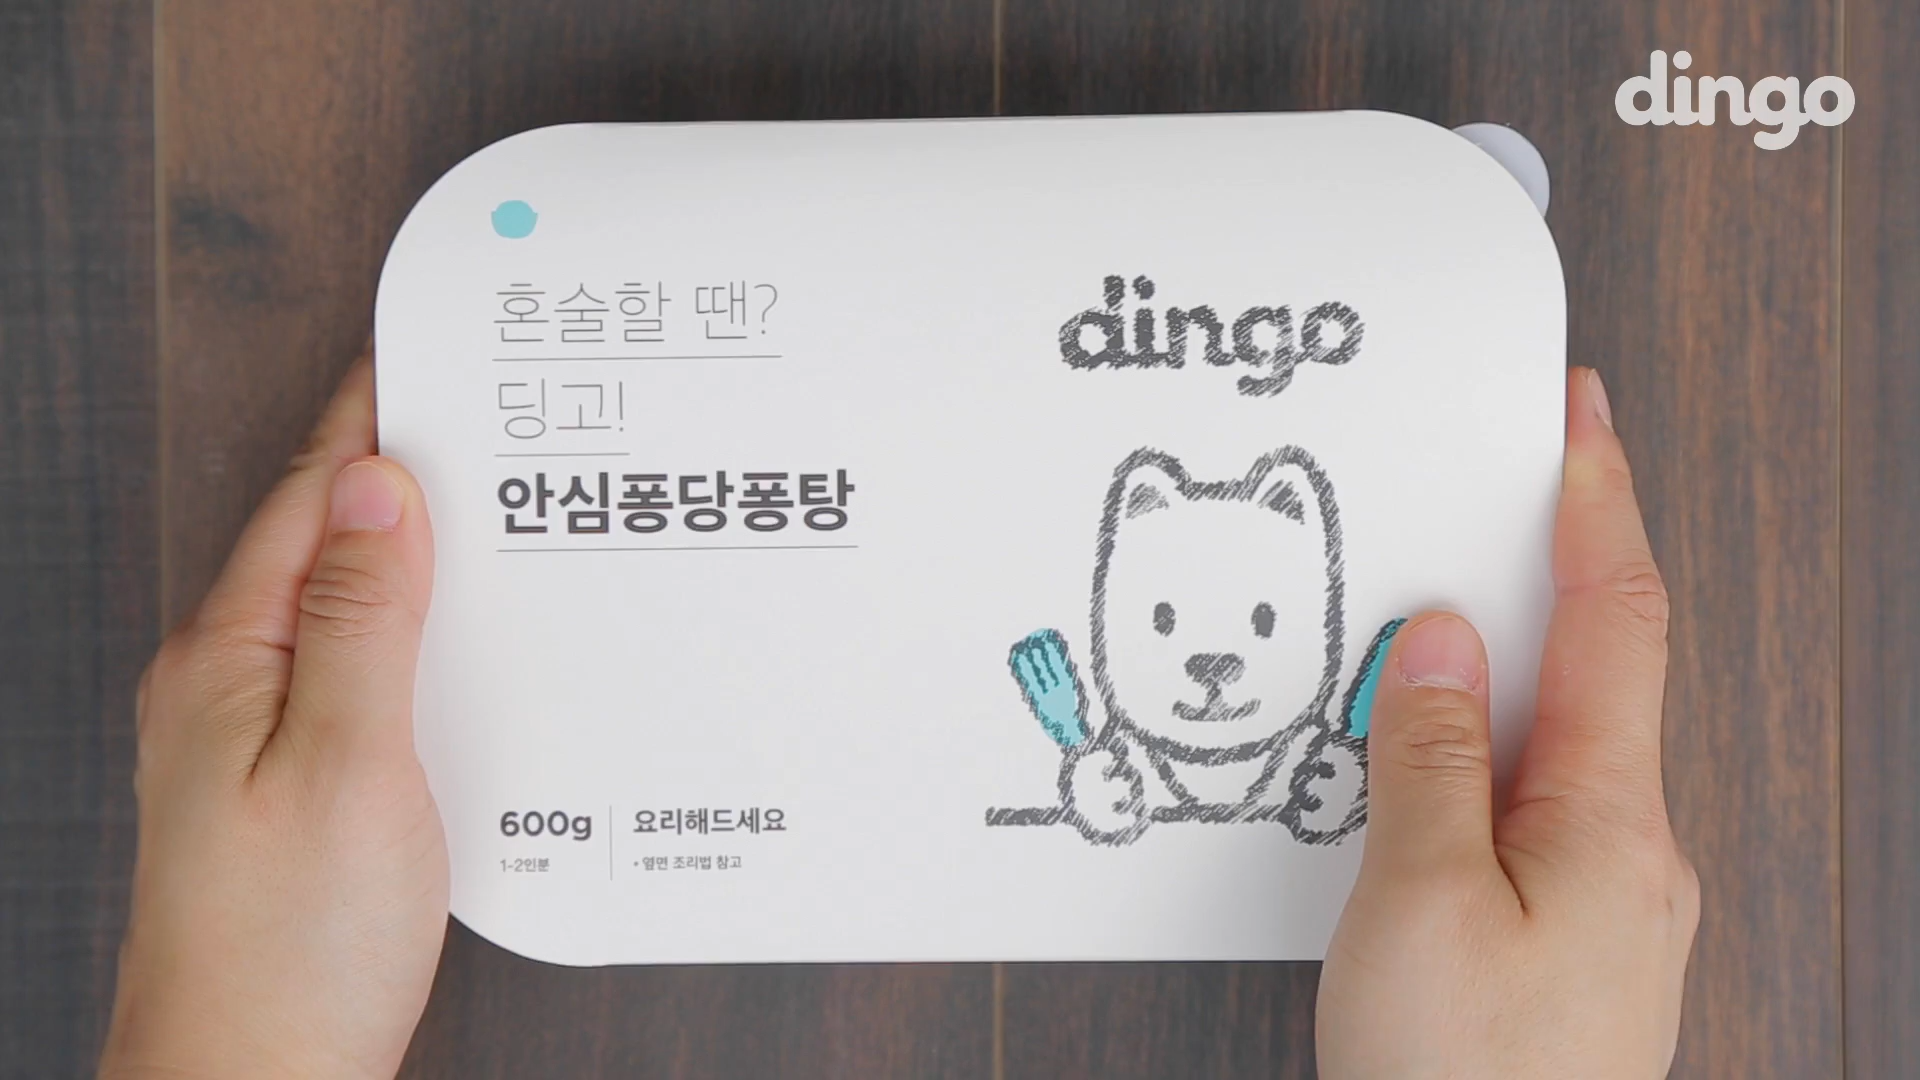 dingo
혼술할 땐?
딩고!
안심퐁당퐁탕
dingo
600g
1-2인분
요리해드세요
• 옆면 조리법 참고